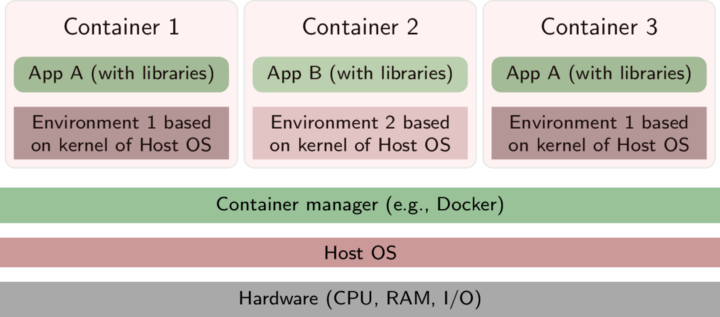 Container 1
App A (with libraries)
Environment 1 based
on kernel of Host OS
Container 2
App B (with libraries)
Environment 2 based
on kernel of Host OS
Container 3
App A (with libraries)
Environment 1 based
on kernel of Host OS
Container manager (e.g., Docker)
Host OS
Hardware (CPU, RAM, I/O)